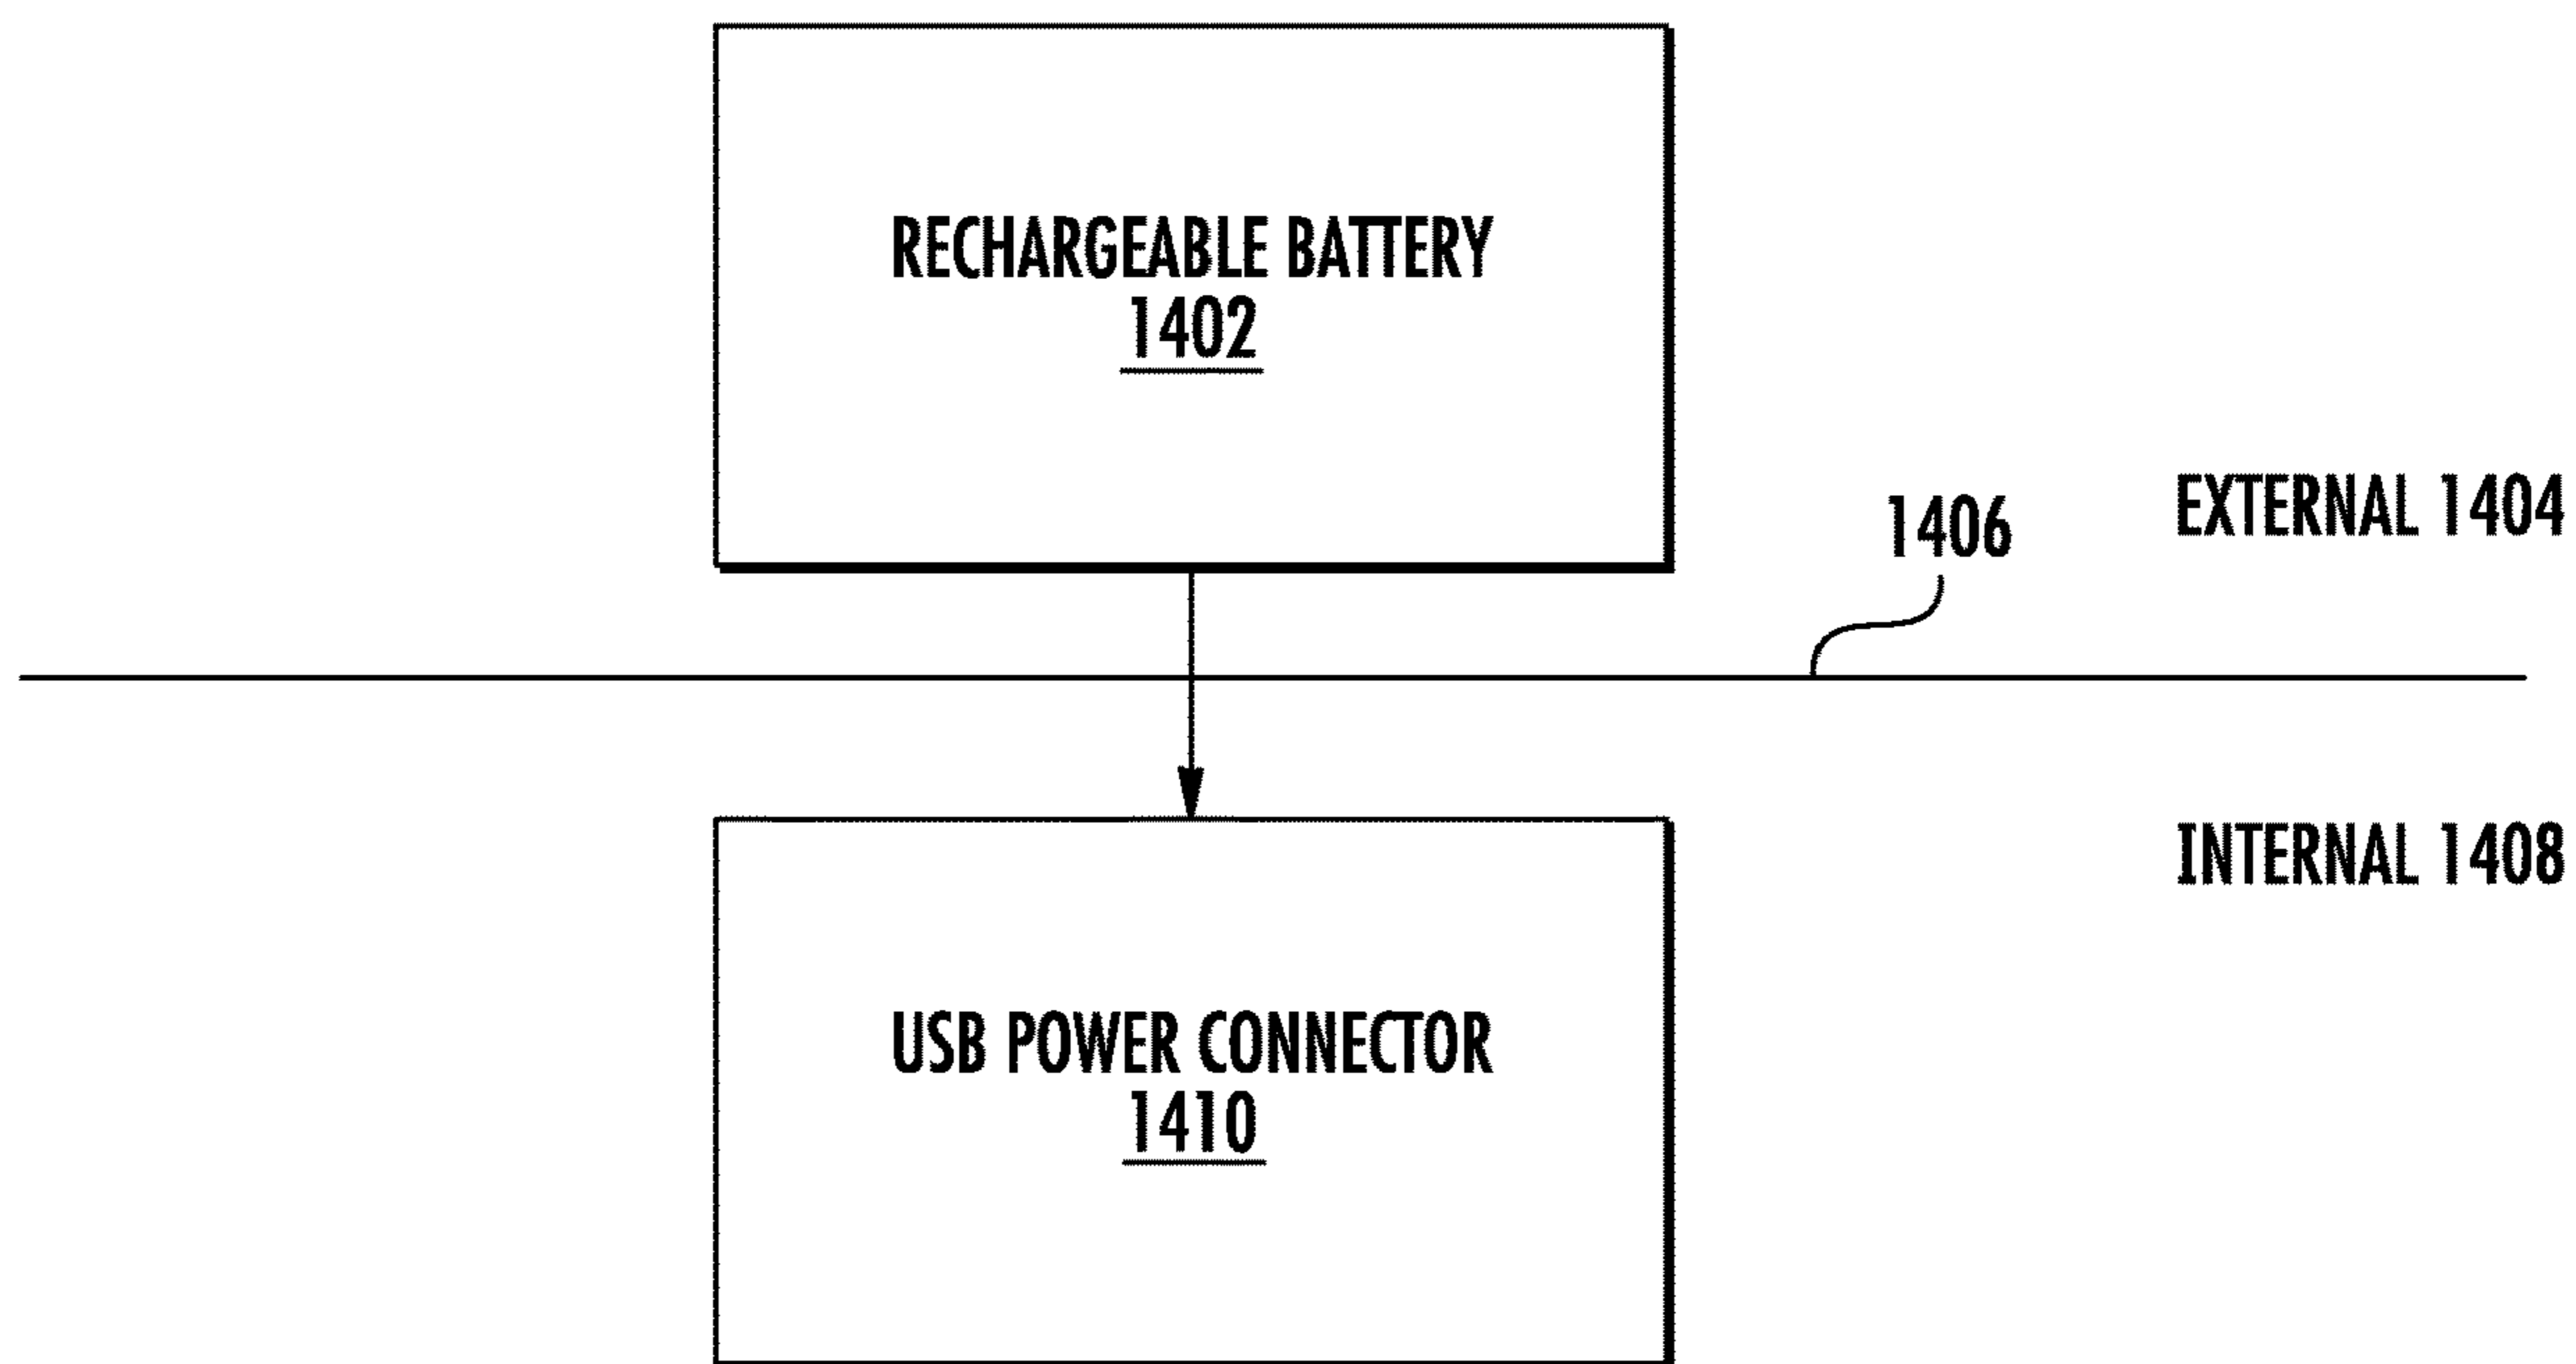 RECHARGEABLE BATTERY
1402
EXTERNAL 1404
1406
INTERNAL 1408
USB POWER CONNECTOR
1410